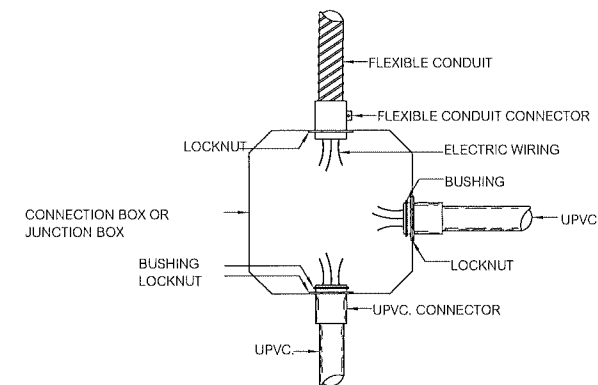 FLEXIBLE CONDUIT
FLEXIBLE CONDUIT CONNECTOR
LOCKNUT
ELECTRIC WIRING
BUSHING
CONNECTION BOX OR
JUNCTION BOX
UPVC
LOCKNUT
BUSHING
LOCKNUT
UPVC. CONNECTOR
UPVC.